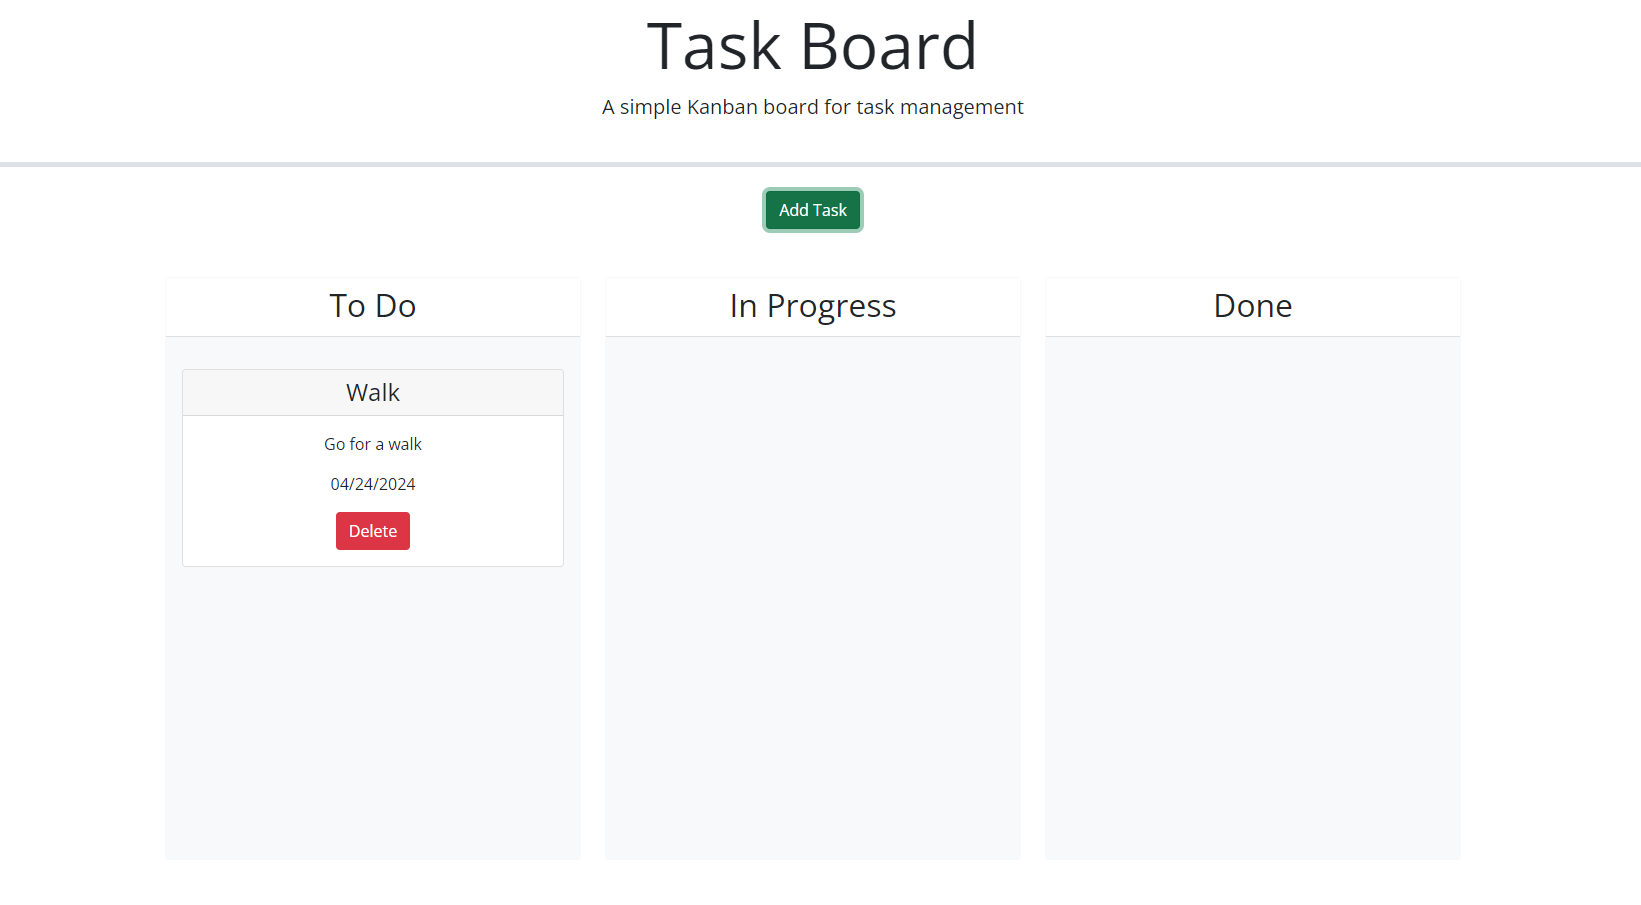 Task Board
A simple Kanban board for task management
Add Task
To Do
In Progress
Done
Walk
Go for a walk
04/24/2024
Delete